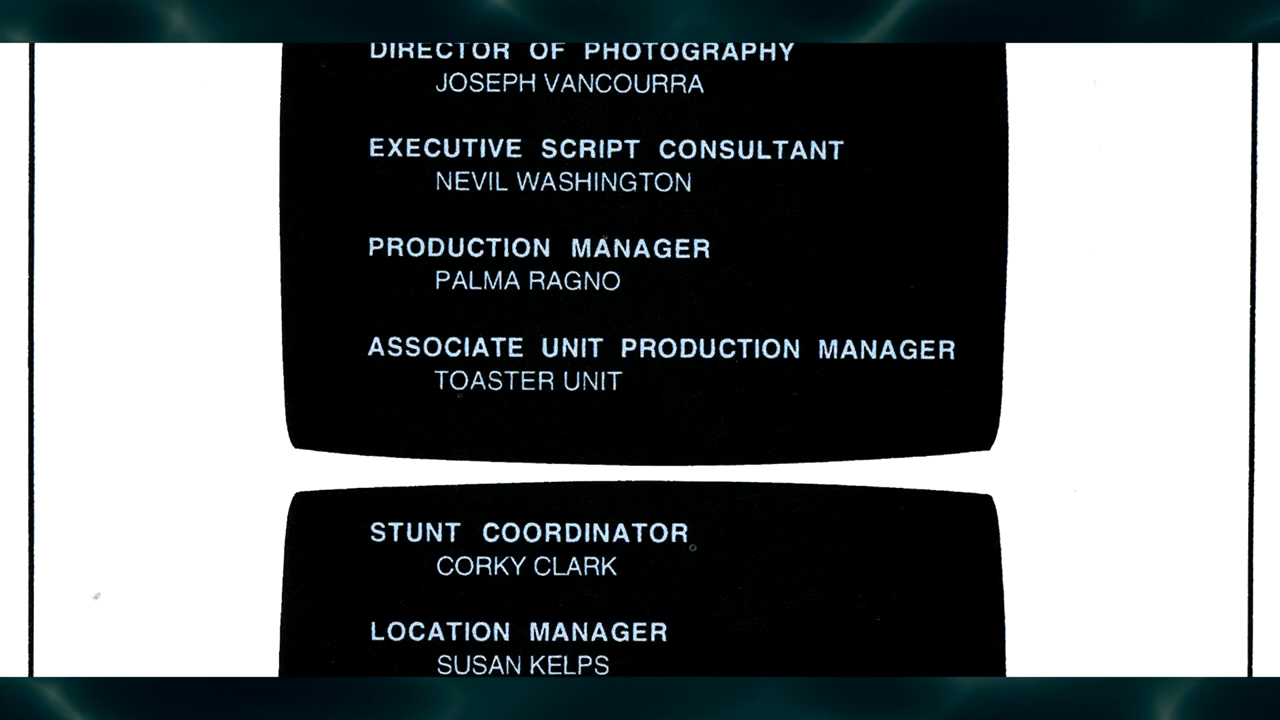 DIRECTOR OF PHOTOGRAPHY
JOSEPH VANCOURRA
EXECUTIVE SCRIPT CONSULTANT
NEVIL WASHINGTON
PRODUCTION MANAGER
PALMA RAGNO
ASSOCIATE UNIT PRODUCTION MANAGER
TOASTER UNIT
STUNT COORDINATOR
CORKY CLARK
LOCATION MANAGER
SUSAN KELPS